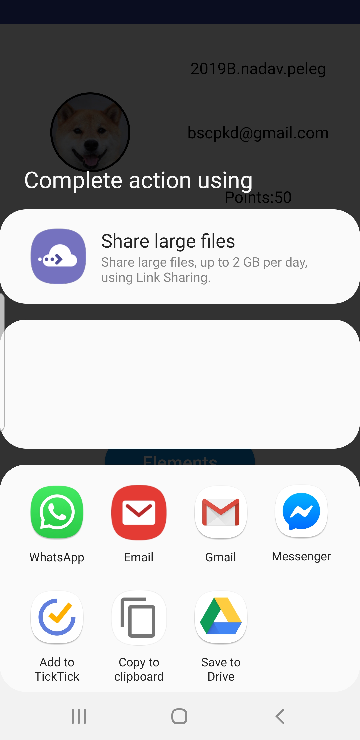 2019B.nadav.peleg
bscpkd@gmail.com
Complete action using
Points:50
Share large files
Share large files, up to 2 GB per day,
using Link Sharing.
Elements
WhatsApp
Email
Gmail
Messenger
Add to
TickTick
Copy to
clipboard
Save to
Drive